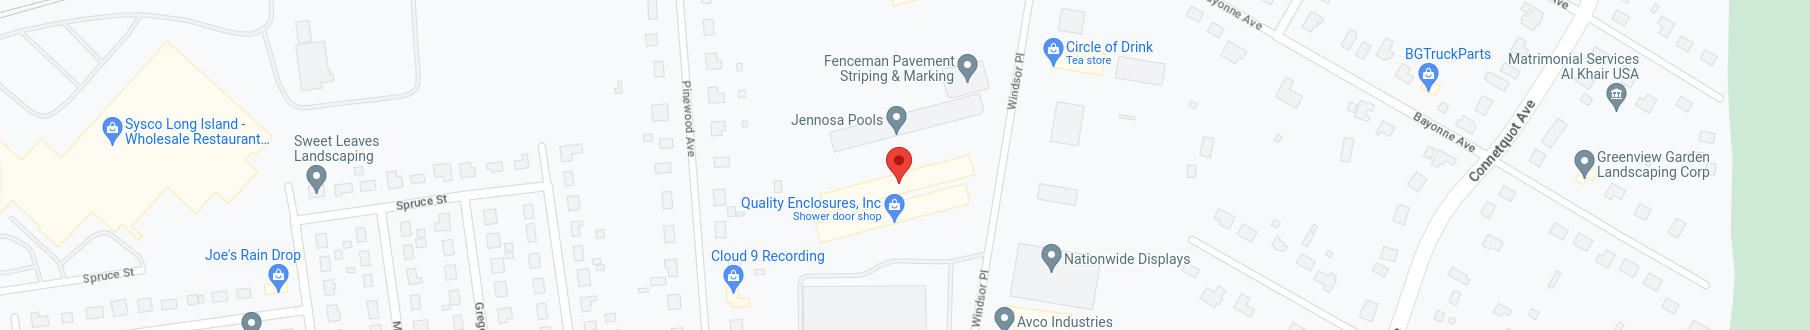 Bayonne Ave
Ave
Circle of Drink
Tea store
BGTruckParts
Matrimonial Services
Al Khair USA
Fenceman Pavement
Striping & Marking
Windsor Pl
Pinewood Ave
Jennosa Pools
Sysco Long Island -
Wholesale Restaurant...
Sweet Leaves
Landscaping
Bayonne Ave
Connetquot Ave
Greenview Garden
Landscaping Corp
Spruce St
Quality Enclosures, Inc
Shower door shop
Joe's Rain Drop
Cloud 9 Recording
Nationwide Displays
Spruce St
Windsor Pl
Avco Industries